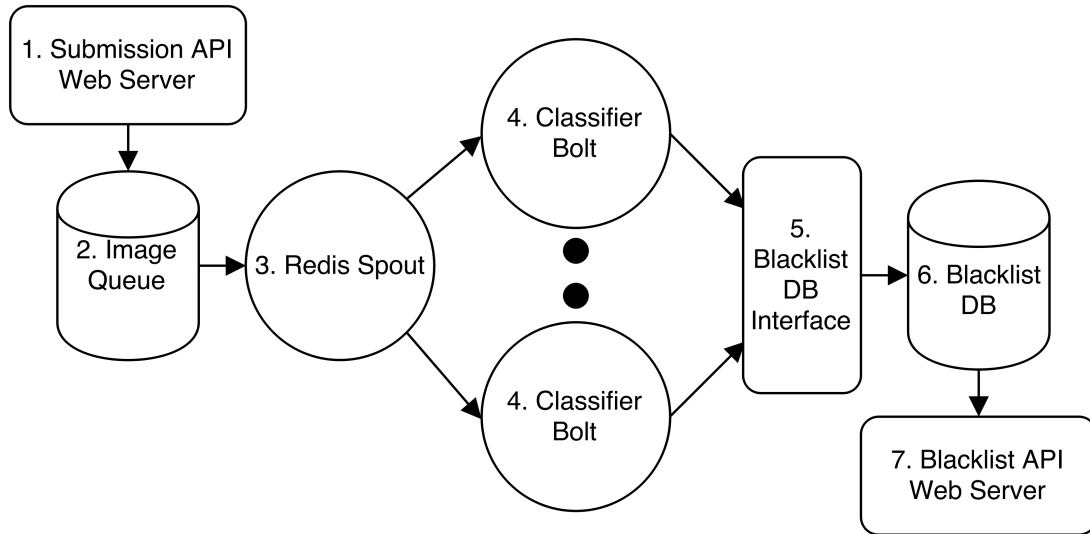 1. Submission API
Web Server
2. Image
Queue
3. Redis Spout
4. Classifier
Bolt
4. Classifier
Bolt
5.
Blacklist
DB
Interface
6. Blacklist
DB
7. Blacklist API
Web Server